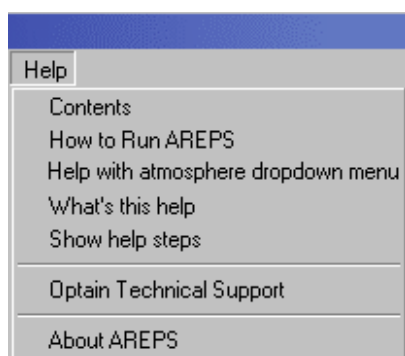 Help
Contents
How to Run AREPS
Help with atmosphere dropdown menu
What's this help
Show help steps
Optain Technical Support
About AREPS